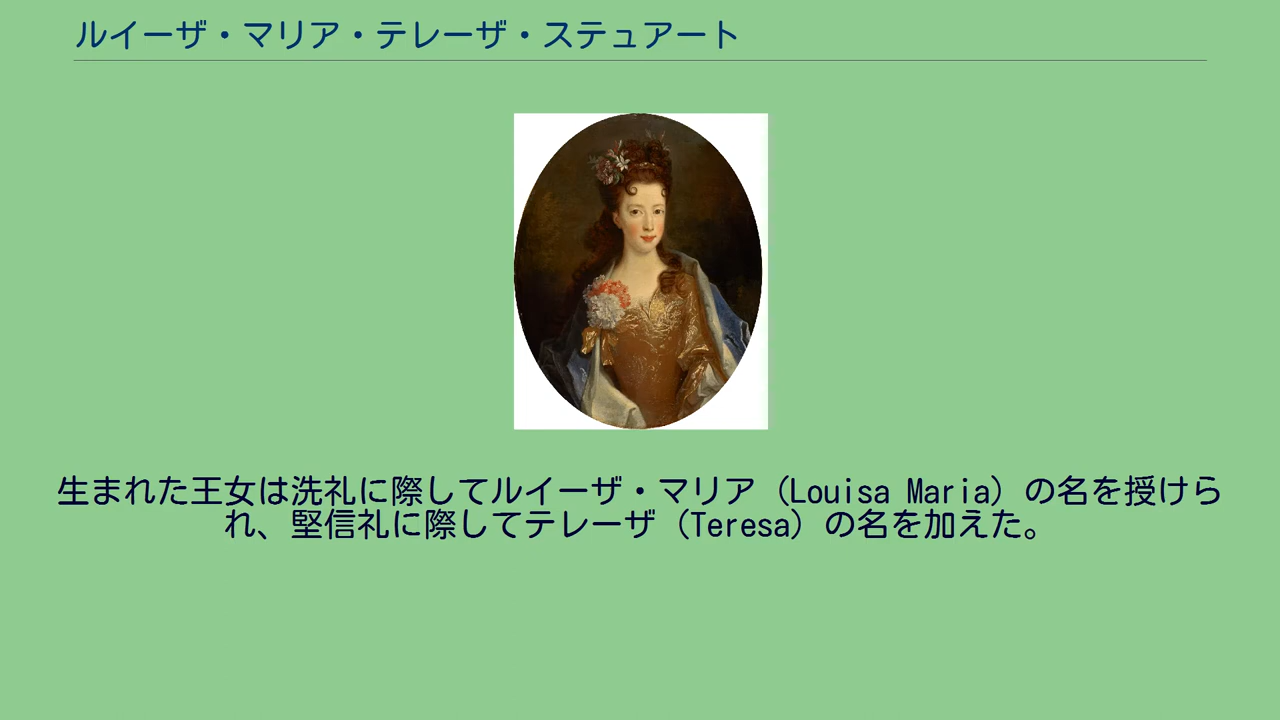 ルイーザ・マリア・テレーザ・ステュアート
生まれた王女は洗礼に際してルイーザ・マリア（Louisa Maria）の名を授けら
れ、堅信礼に際してテレーザ（Teresa）の名を加えた。